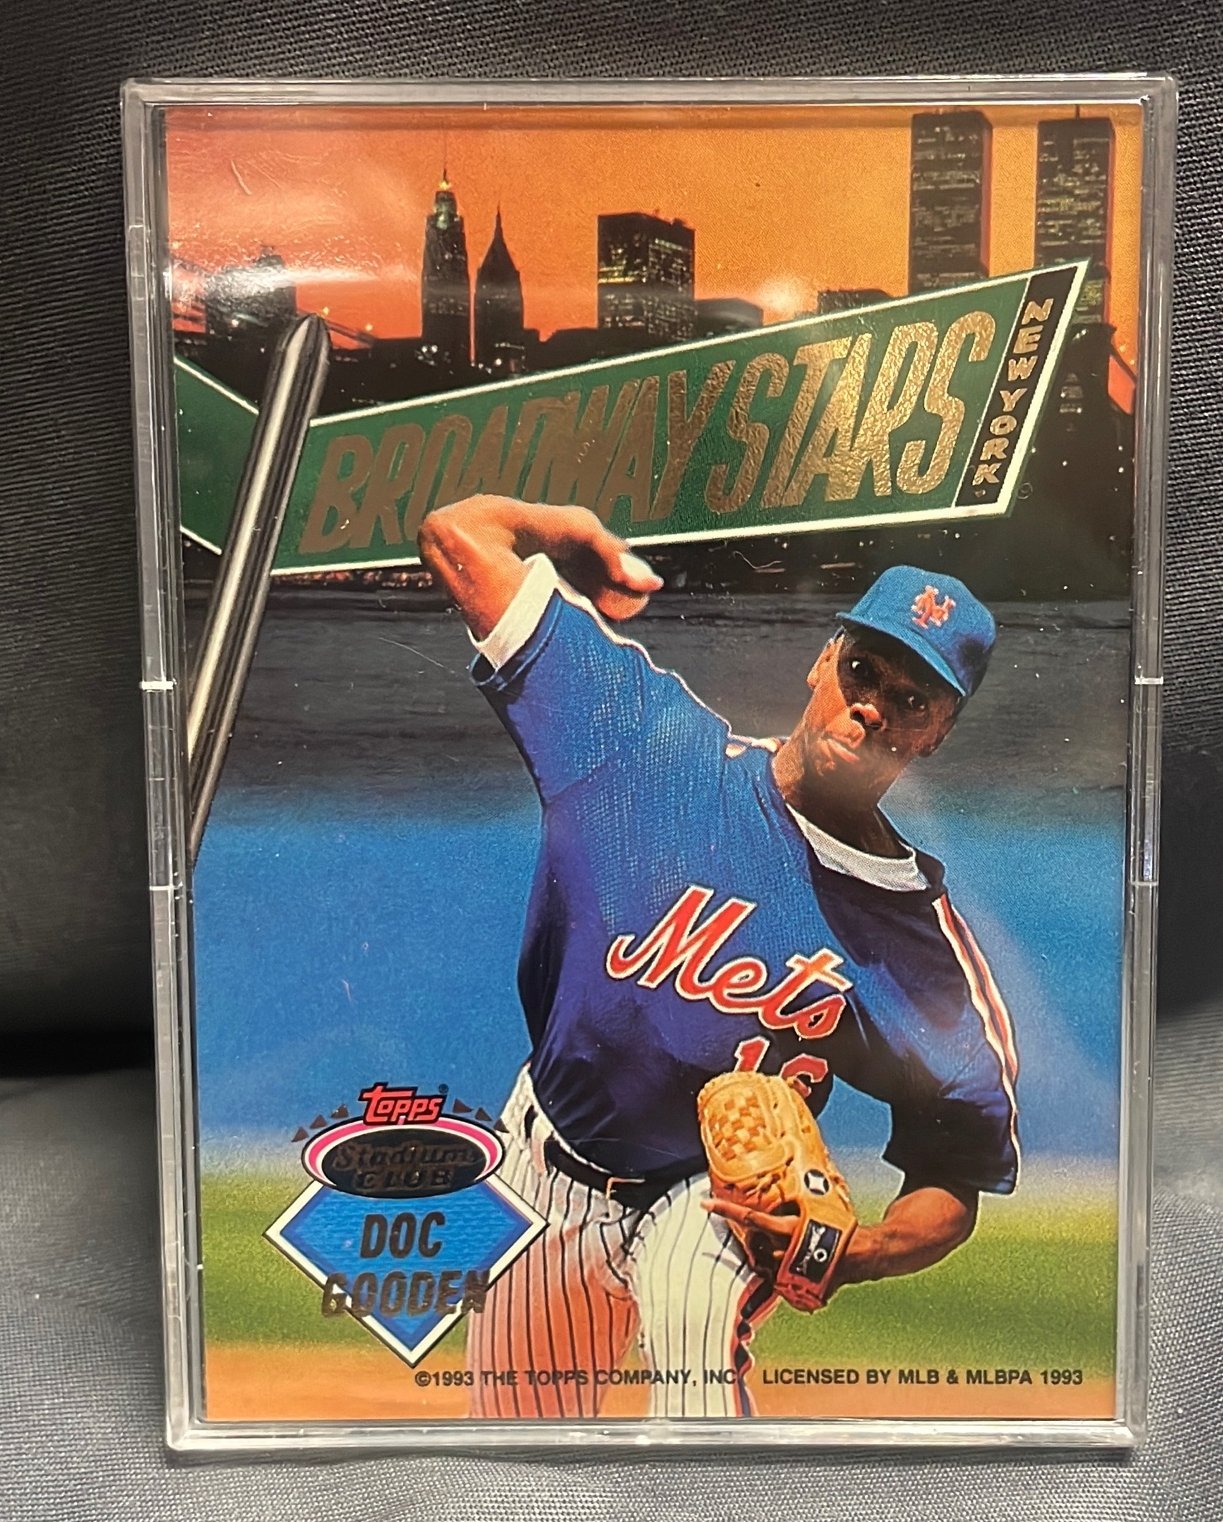 BROADWAY STARS
NEW YORK
NY
Mets
16
TOPPS®
Stadium
CLUB
DOC
GOODEN
©1993 THE TOPPS COMPANY, INC. LICENSED BY MLB & MLBPA 1993